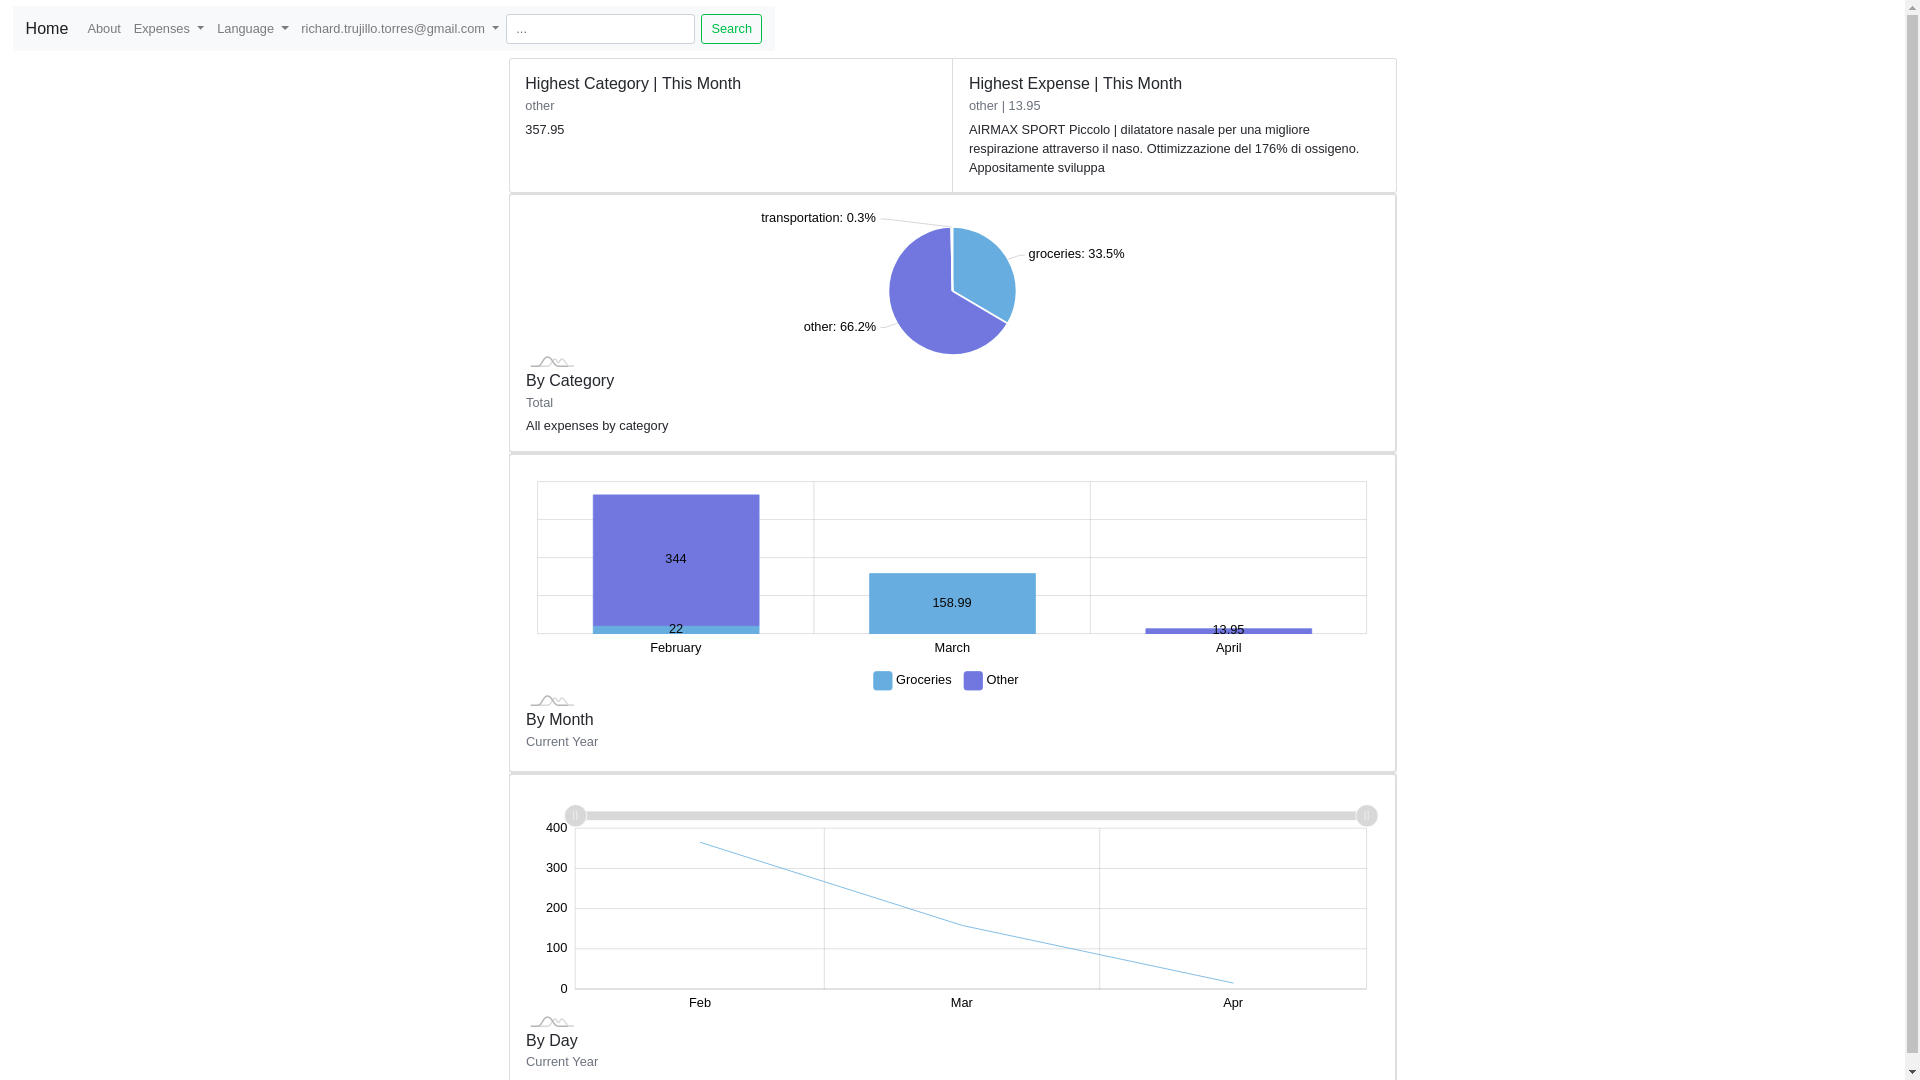 Home
About
Expenses
Language
richard.trujillo.torres@gmail.com
...
Search
Highest Category | This Month
other
357.95
Highest Expense | This Month
other | 13.95
AIRMAX SPORT Piccolo | dilatatore nasale per una migliore
respirazione attraverso il naso. Ottimizzazione del 176% di ossigeno.
Appositamente sviluppa
transportation: 0.3%
groceries: 33.5%
other: 66.2%
By Category
Total
All expenses by category
344
22
158.99
13.95
February
March
April
Groceries
Other
By Month
Current Year
400
300
200
100
0
Feb
Mar
Apr
By Day
Current Year